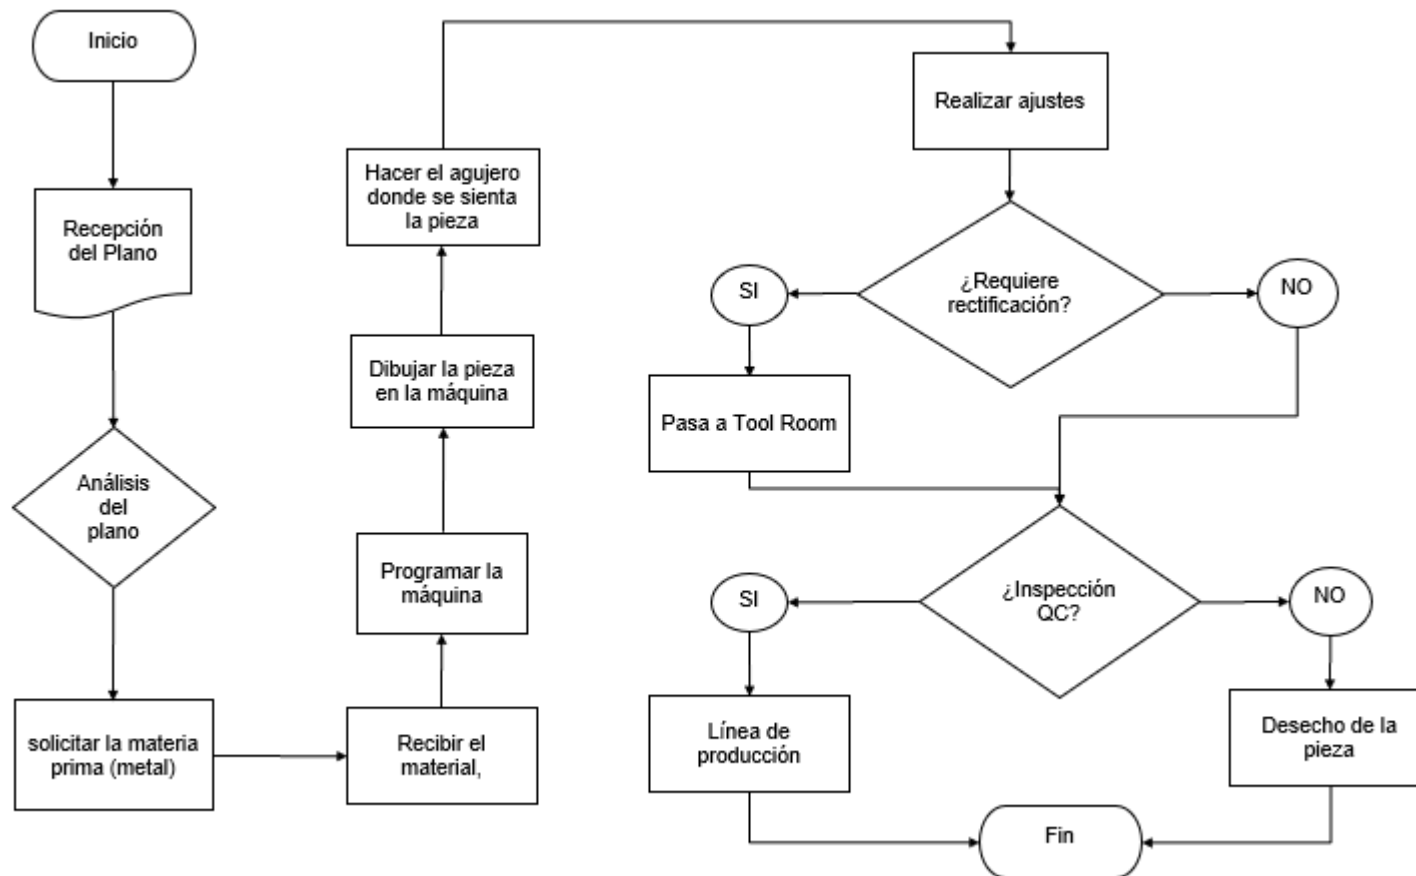 Inicio
Recepción
del Plano
Análisis
del
plano
solicitar la materia
prima (metal)
Recibir el
material,
Programar la
máquina
Dibujar la pieza
en la máquina
Hacer el agujero
donde se sienta
la pieza
Realizar ajustes
¿Requiere
rectificación?
SI
NO
Pasa a Tool Room
¿Inspección
QC?
SI
NO
Línea de
producción
Desecho de la
pieza
Fin